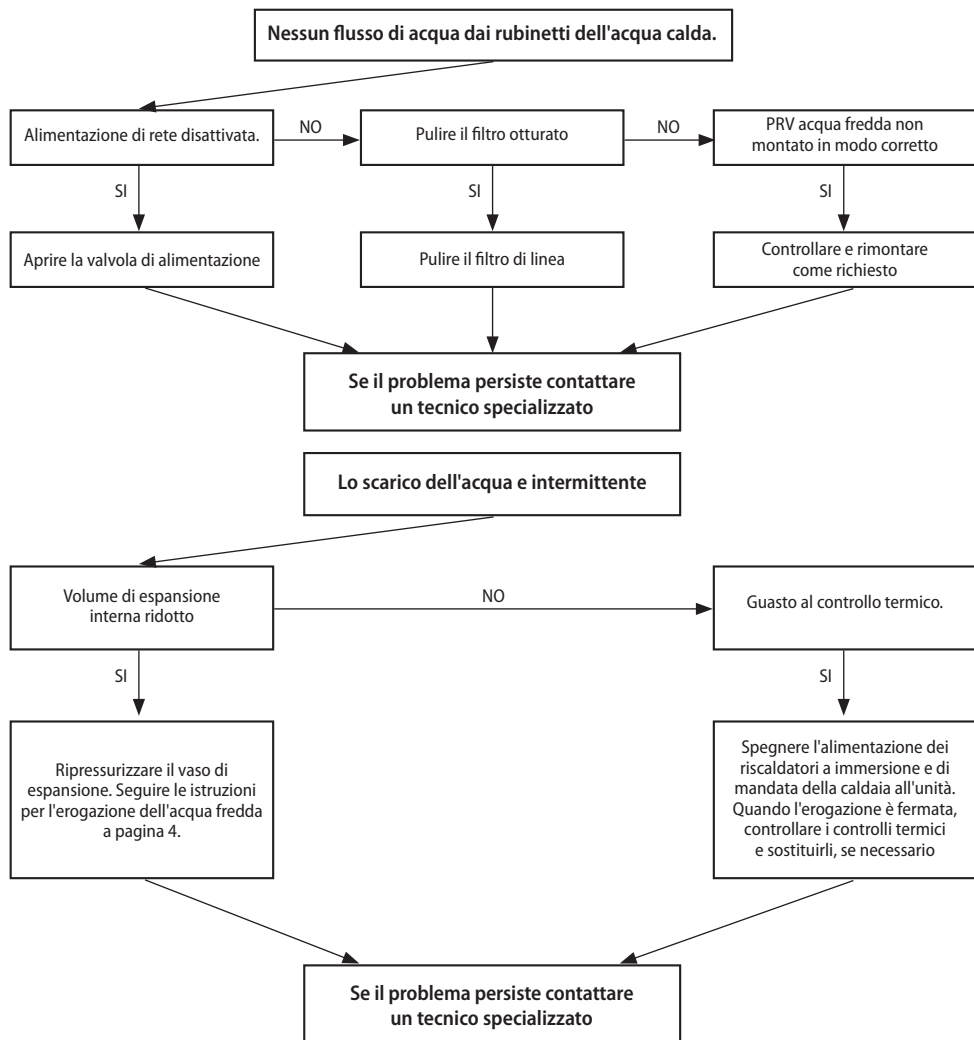 Nessun flusso di acqua dai rubinetti dell'acqua calda.
Alimentazione di rete disattivata.
NO
Pulire il filtro otturato
NO
PRV acqua fredda non
montato in modo corretto
SI
SI
SI
Aprire la valvola di alimentazione
Pulire il filtro di linea
Controllare e rimontare
come richiesto
Se il problema persiste contattare
un tecnico specializzato
Lo scarico dell'acqua e intermittente
Volume di espansione
interna ridotto
NO
Guasto al controllo termico.
SI
SI
Ripressurizzare il vaso di
espansione. Seguire le istruzioni
per l'erogazione dell'acqua fredda
a pagina 4.
Spegnere l'alimentazione dei
riscaldatori a immersione e di
mandata della caldaia all'unità.
Quando l'erogazione è fermata,
controllare i controlli termici
e sostituirli, se necessario
Se il problema persiste contattare
un tecnico specializzato